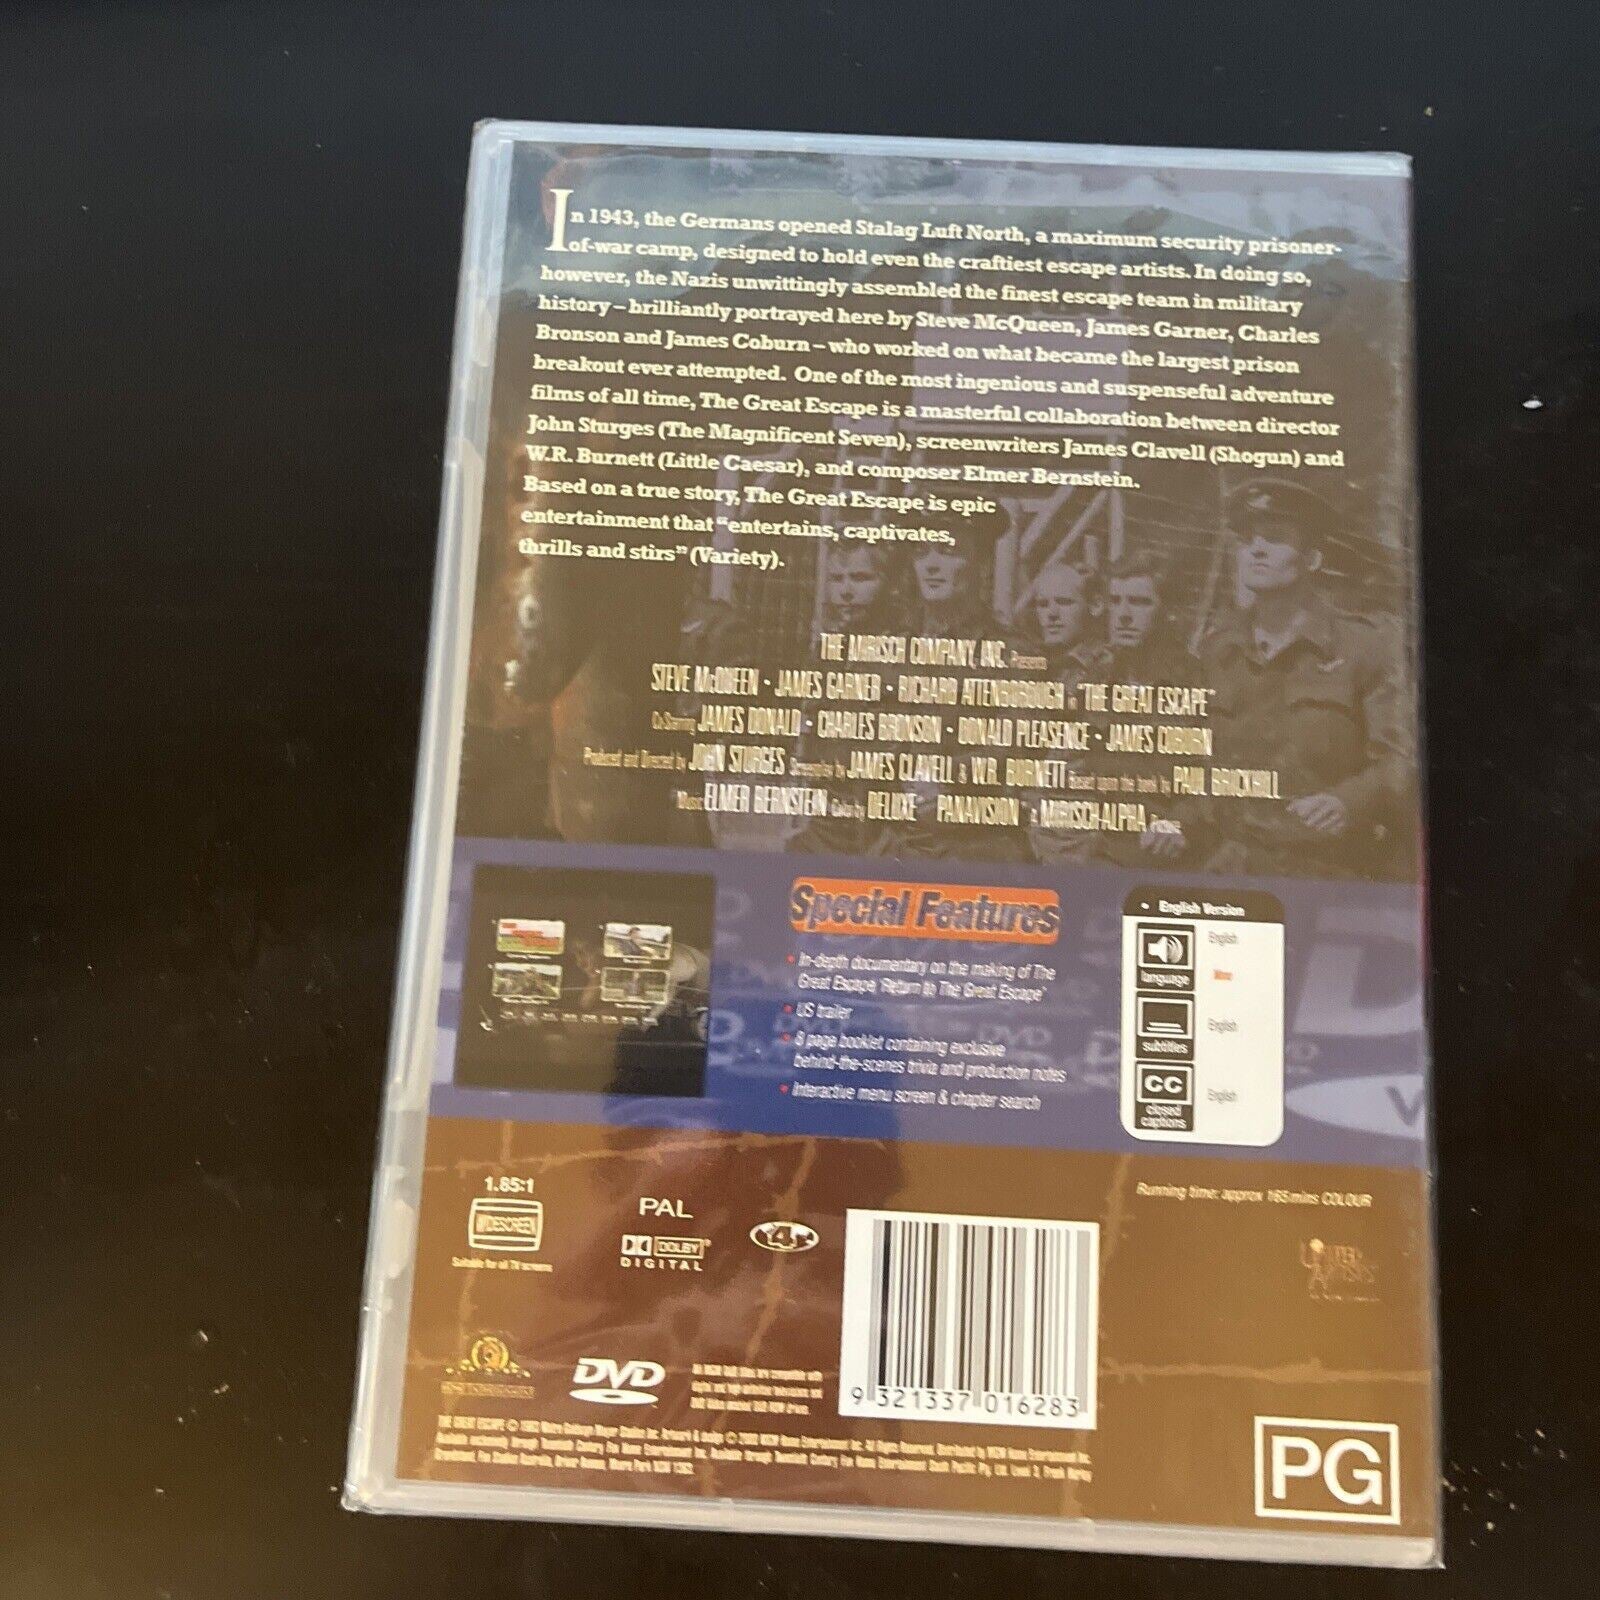 In 1943, the Germans opened Stalag Luft North, a maximum security prisoner-
of-war camp, designed to hold even the craftiest escape artists. In doing so,
however, the Nazis unwittingly assembled the finest escape team in military
history – brilliantly portrayed here by Steve McQueen, James Garner, Charles
Bronson and James Coburn – who worked on what became the largest prison
breakout ever attempted. One of the most ingenious and suspenseful adventure
films of all time, The Great Escape is a masterful collaboration between director
John Sturges (The Magnificent Seven), screenwriters James Clavell (Shogun) and
W.R. Burnett (Little Caesar), and composer Elmer Bernstein.
Based on a true story, The Great Escape is epic
entertainment that "entertains, captivates,
thrills and stirs" (Variety).
THE MIRISCH COMPANY, INC. Presents
STEVE McQUEEN • JAMES GARNER • RICHARD ATTENBOROUGH in "THE GREAT ESCAPE"
Co-Starring JAMES DONALD • CHARLES BRONSON • DONALD PLEASENCE • JAMES COBURN
Produced and Directed by JOHN STURGES Screenplay by JAMES CLAVELL & W.R. BURNETT Based upon the book by PAUL BRICKHILL
Music ELMER BERNSTEIN Color by DELUXE PANAVISION A MIRISCH-ALPHA Picture
Special Features
• In-depth documentary on the making of The
Great Escape 'Return to The Great Escape'
• US trailer
• 8 page booklet containing exclusive
behind-the-scenes trivia and production notes
• Interactive menu screen & chapter search
• English Version
language English
Mono
subtitles English
CC
closed captions English
1.85:1
WIDESCREEN
Suitable for all TV screens
PAL
DOLBY
DIGITAL
4
Running time: approx 165 mins COLOUR
UNITED ARTISTS
DVD
9 321337 016283
PG